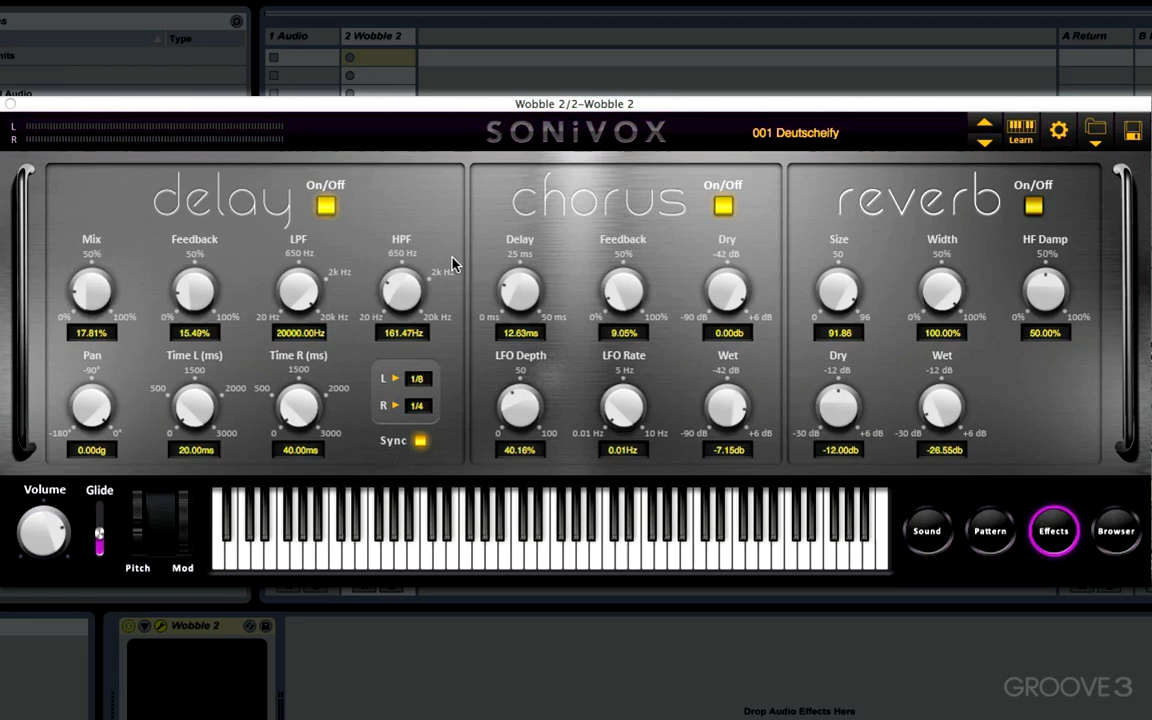 es
Type
1 Audio
2 Wobble 2
A Return
nits
d Audio
Wobble 2/2-Wobble 2
L
R
SONiVOX
001 Deutscheify
Learn
delay
On/Off
chorus
On/Off
reverb
On/Off
Mix
Feedback
LPF
HPF
Delay
Feedback
Dry
Size
Width
HF Damp
50%
50%
650 Hz
650 Hz
25 ms
50%
-42 dB
50
50%
50%
2k Hz
2k Hz
0%
100%
0%
100%
20 Hz
20k Hz
20 Hz
20k Hz
0 ms
50 ms
0%
100%
-90 dB
+6 dB
0
96
0%
100%
0%
100%
17.81%
15.49%
20000.00Hz
161.47Hz
12.63ms
9.05%
0.00db
91.86
100.00%
50.00%
Pan
Time L (ms)
Time R (ms)
LFO Depth
LFO Rate
Wet
Dry
Wet
-90°
1500
1500
50
5 Hz
-42 dB
-12 dB
-12 dB
500
2000
500
2000
L
1/8
R
1/4
-180°
0°
0
3000
0
3000
0
100
0.01 Hz
10 Hz
-90 dB
+6 dB
-30 dB
+6 dB
-30 dB
+6 dB
Sync
0.00dg
20.00ms
40.00ms
40.16%
0.01Hz
-7.15db
-12.00db
-26.55db
Volume
Glide
Pitch
Mod
Sound
Pattern
Effects
Browser
Wobble 2
Drop Audio Effects Here
GROOVE3